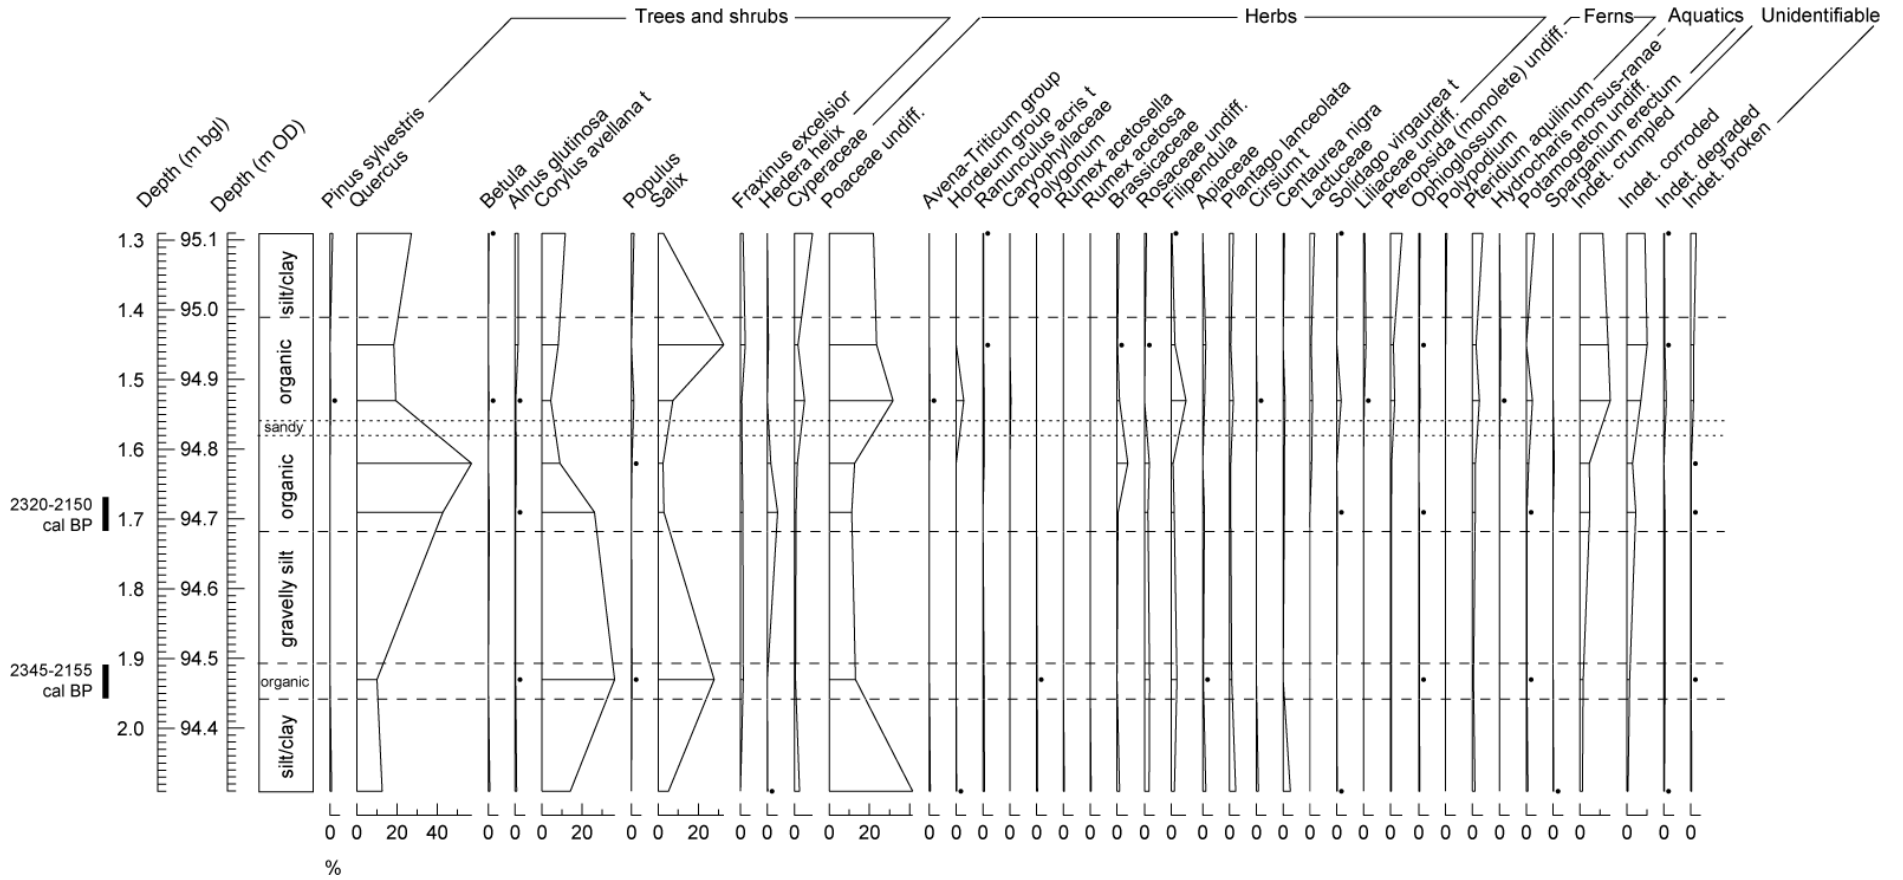 Trees and shrubs
Herbs
Ferns
Aquatics
Unidentifiable
Depth (m bgl)
Depth (m OD)
Pinus sylvestris
Quercus
Betula
Alnus glutinosa
Corylus avellana t
Populus
Salix
Fraxinus excelsior
Hedera helix
Cyperaceae
Poaceae undiff.
Avena-Triticum group
Hordeum group
Ranunculus acris t
Caryophyllaceae
Polygonum
Rumex acetosella
Rumex acetosa
Brassicaceae
Rosaceae undiff.
Filipendula
Apiaceae
Plantago lanceolata
Cirsium t
Centaurea nigra
Lactuceae
Solidago virgaurea t
Liliaceae undiff.
Pteropsida (monolete) undiff.
Ophioglossum
Polypodium
Pteridium aquilinum
Hydrocharis morsus-ranae
Potamogeton undiff.
Sparganium erectum
Indet. crumpled
Indet. corroded
Indet. degraded
Indet. broken
1.3 95.1
1.4 95.0
1.5 94.9
1.6 94.8
1.7 94.7
1.8 94.6
1.9 94.5
2.0 94.4
2320-2150
cal BP
2345-2155
cal BP
silt/clay
organic
sandy
organic
gravelly silt
organic
silt/clay
0 0 20 40 0 0 0 20 0 0 20 0 0 0 0 20 0 0 0 0 0 0 0 0 0 0 0 0 0 0 0 0 0 0 0 0 0 0 0 0 0 0 0 0
%